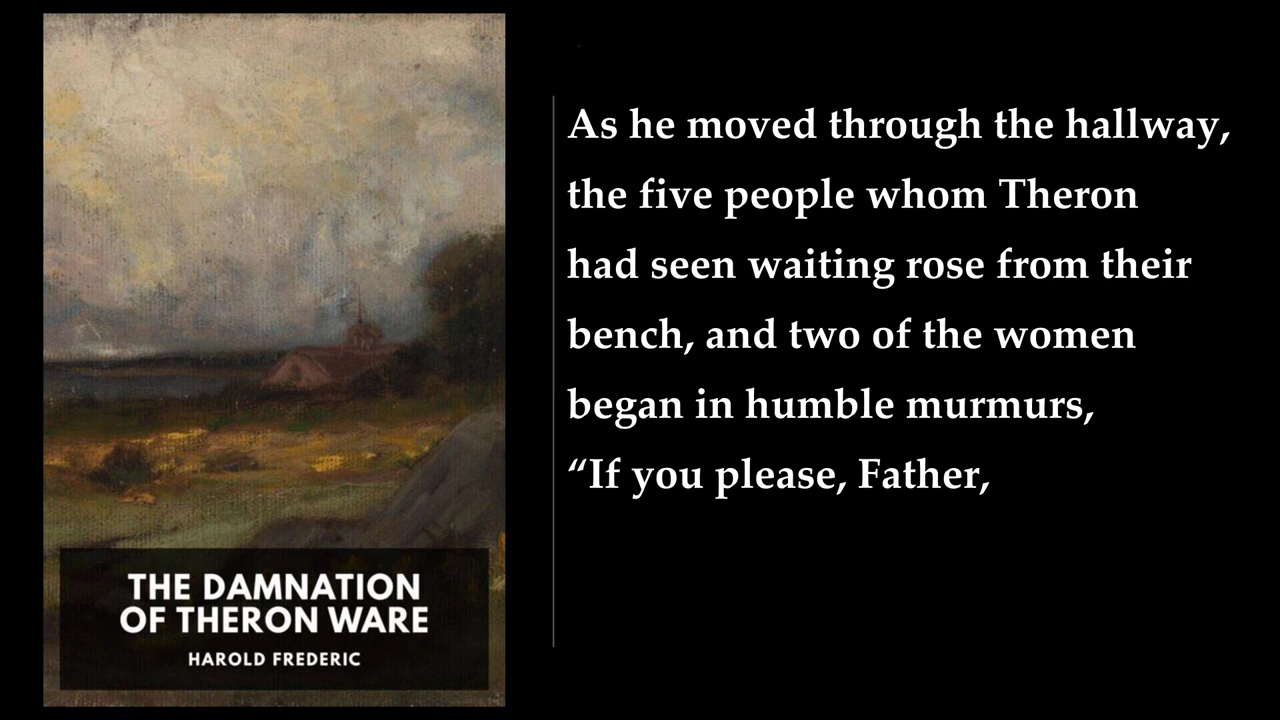 THE DAMNATION
OF THERON WARE
HAROLD FREDERIC
As he moved through the hallway,
the five people whom Theron
had seen waiting rose from their
bench, and two of the women
began in humble murmurs,
“If you please, Father,